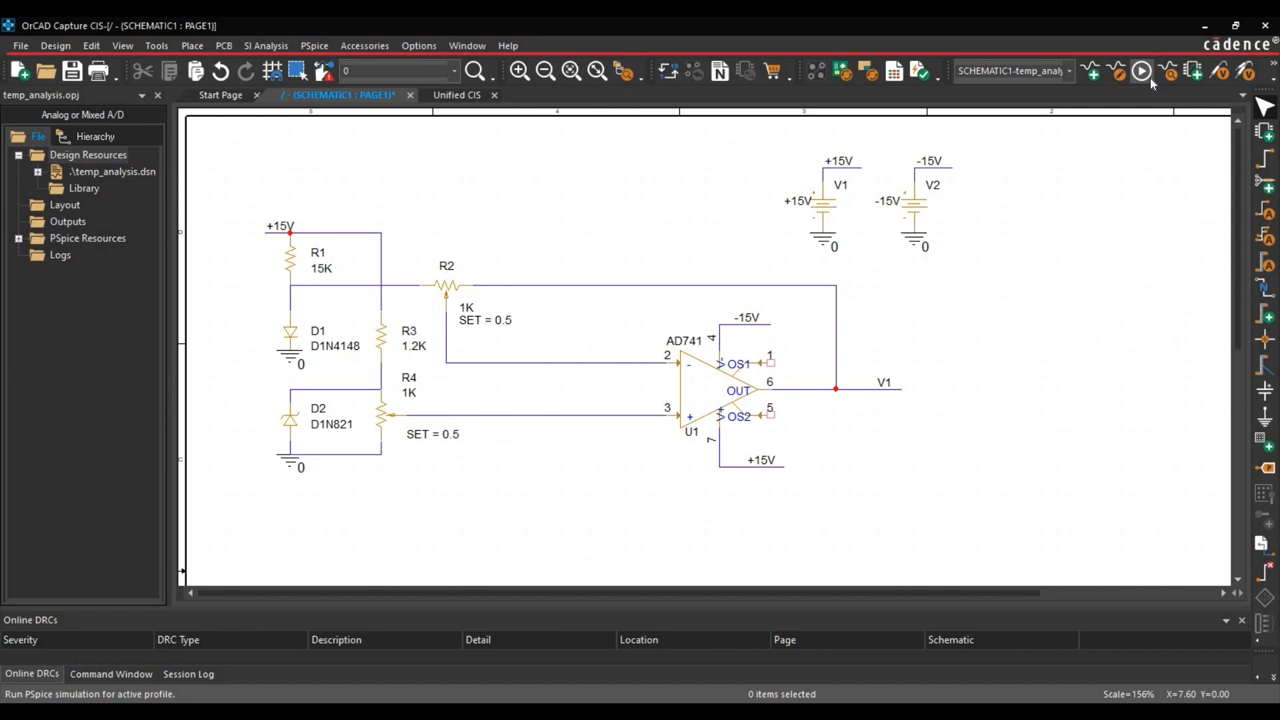 OrCAD Capture CIS-[/ - (SCHEMATIC1 : PAGE1)]
File Design Edit View Tools Place PCB SI Analysis PSpice Accessories Options Window Help
cādence
0
SCHEMATIC1-temp_analy
temp_analysis.opj
Start Page
/ - (SCHEMATIC1 : PAGE1)*
Unified CIS
Analog or Mixed A/D
File
Hierarchy
Design Resources
.\temp_analysis.dsn
Library
Layout
Outputs
PSpice Resources
Logs
5
4
3
2
+15V
-15V
V1
V2
+15V
-15V
0
0
+15V
R1
15K
R2
1K
SET = 0.5
D1
D1N4148
0
R3
1.2K
R4
1K
D2
D1N821
0
SET = 0.5
-15V
4
AD741
2
-
OS1
1
OUT
6
V1
3
+
OS2
5
U1
7
+15V
Online DRCs
Severity DRC Type Description Detail Location Page Schematic
Online DRCs Command Window Session Log
Run PSpice simulation for active profile.
0 items selected
Scale=156% X=7.60 Y=0.00